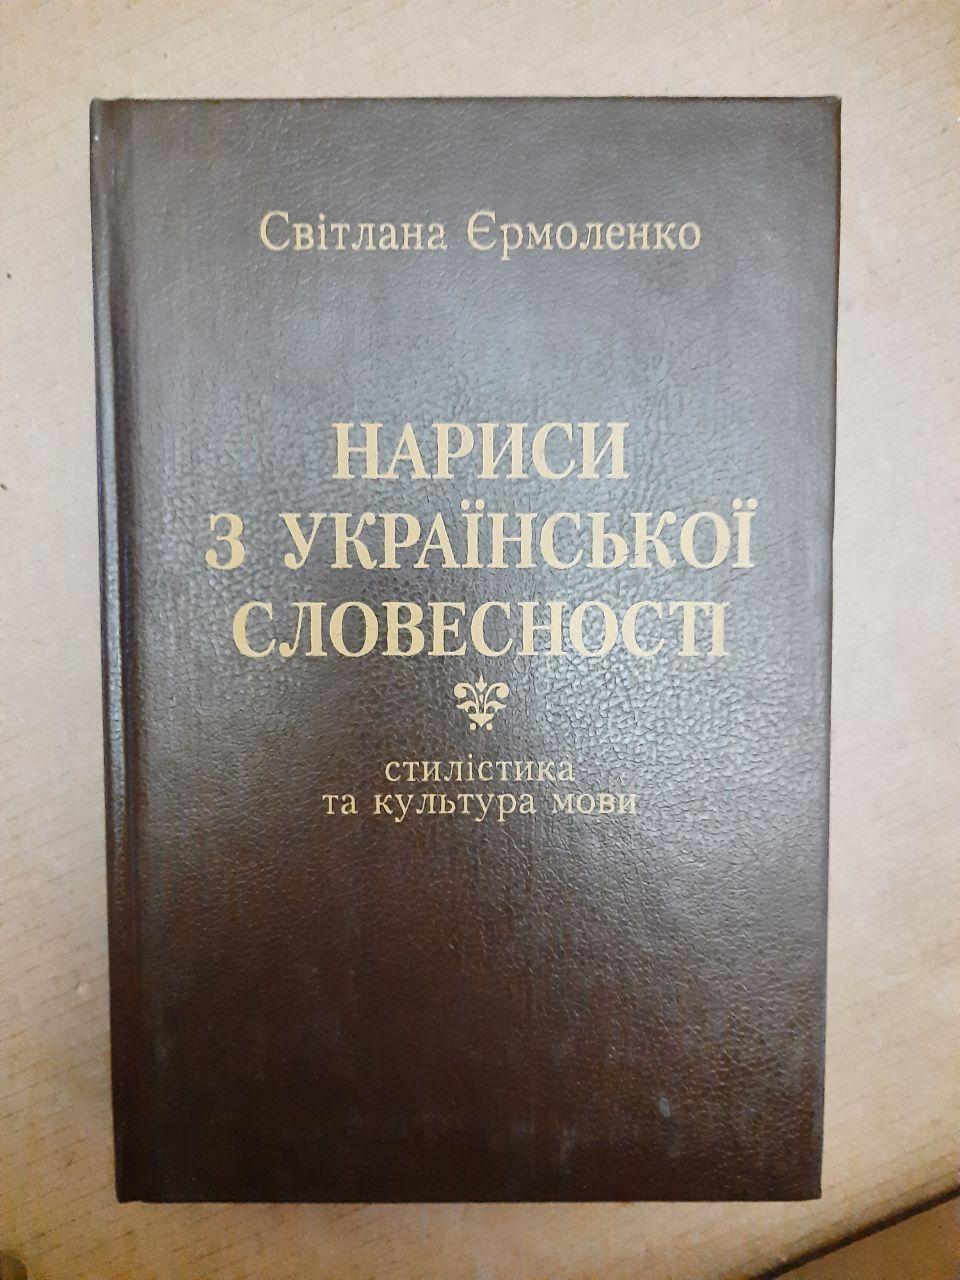 Світлана Єрмоленко
НАРИСИ
З УКРАЇНСЬКОЇ
СЛОВЕСНОСТІ
стилістика
та культура мови